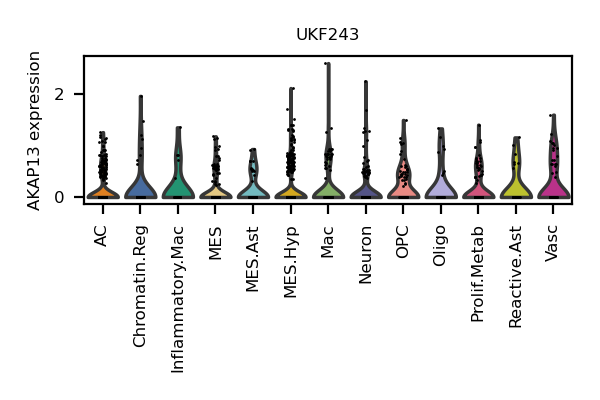 UKF243
AKAP13 expression
2
0
AC
Chromatin.Reg
Inflammatory.Mac
MES
MES.Ast
MES.Hyp
Mac
Neuron
OPC
Oligo
Prolif.Metab
Reactive.Ast
Vasc